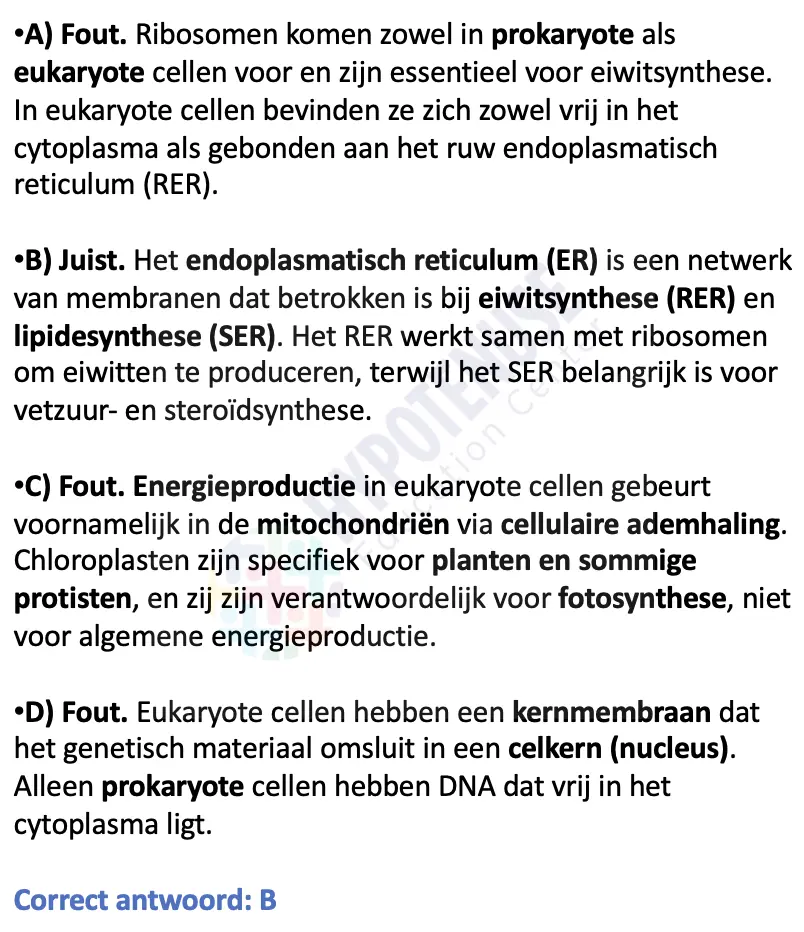 •A) Fout. Ribosomen komen zowel in prokaryote als
eukaryote cellen voor en zijn essentieel voor eiwitsynthese.
In eukaryote cellen bevinden ze zich zowel vrij in het
cytoplasma als gebonden aan het ruw endoplasmatisch
reticulum (RER).
•B) Juist. Het endoplasmatisch reticulum (ER) is een netwerk
van membranen dat betrokken is bij eiwitsynthese (RER) en
lipidesynthese (SER). Het RER werkt samen met ribosomen
om eiwitten te produceren, terwijl het SER belangrijk is voor
vetzuur- en steroïdsynthese.
•C) Fout. Energieproductie in eukaryote cellen gebeurt
voornamelijk in de mitochondriën via cellulaire ademhaling.
Chloroplasten zijn specifiek voor planten en sommige
protisten, en zij zijn verantwoordelijk voor fotosynthese, niet
voor algemene energieproductie.
•D) Fout. Eukaryote cellen hebben een kernmembraan dat
het genetisch materiaal omsluit in een celkern (nucleus).
Alleen prokaryote cellen hebben DNA dat vrij in het
cytoplasma ligt.
Correct antwoord: B
HYPOTENUSE
Education Center